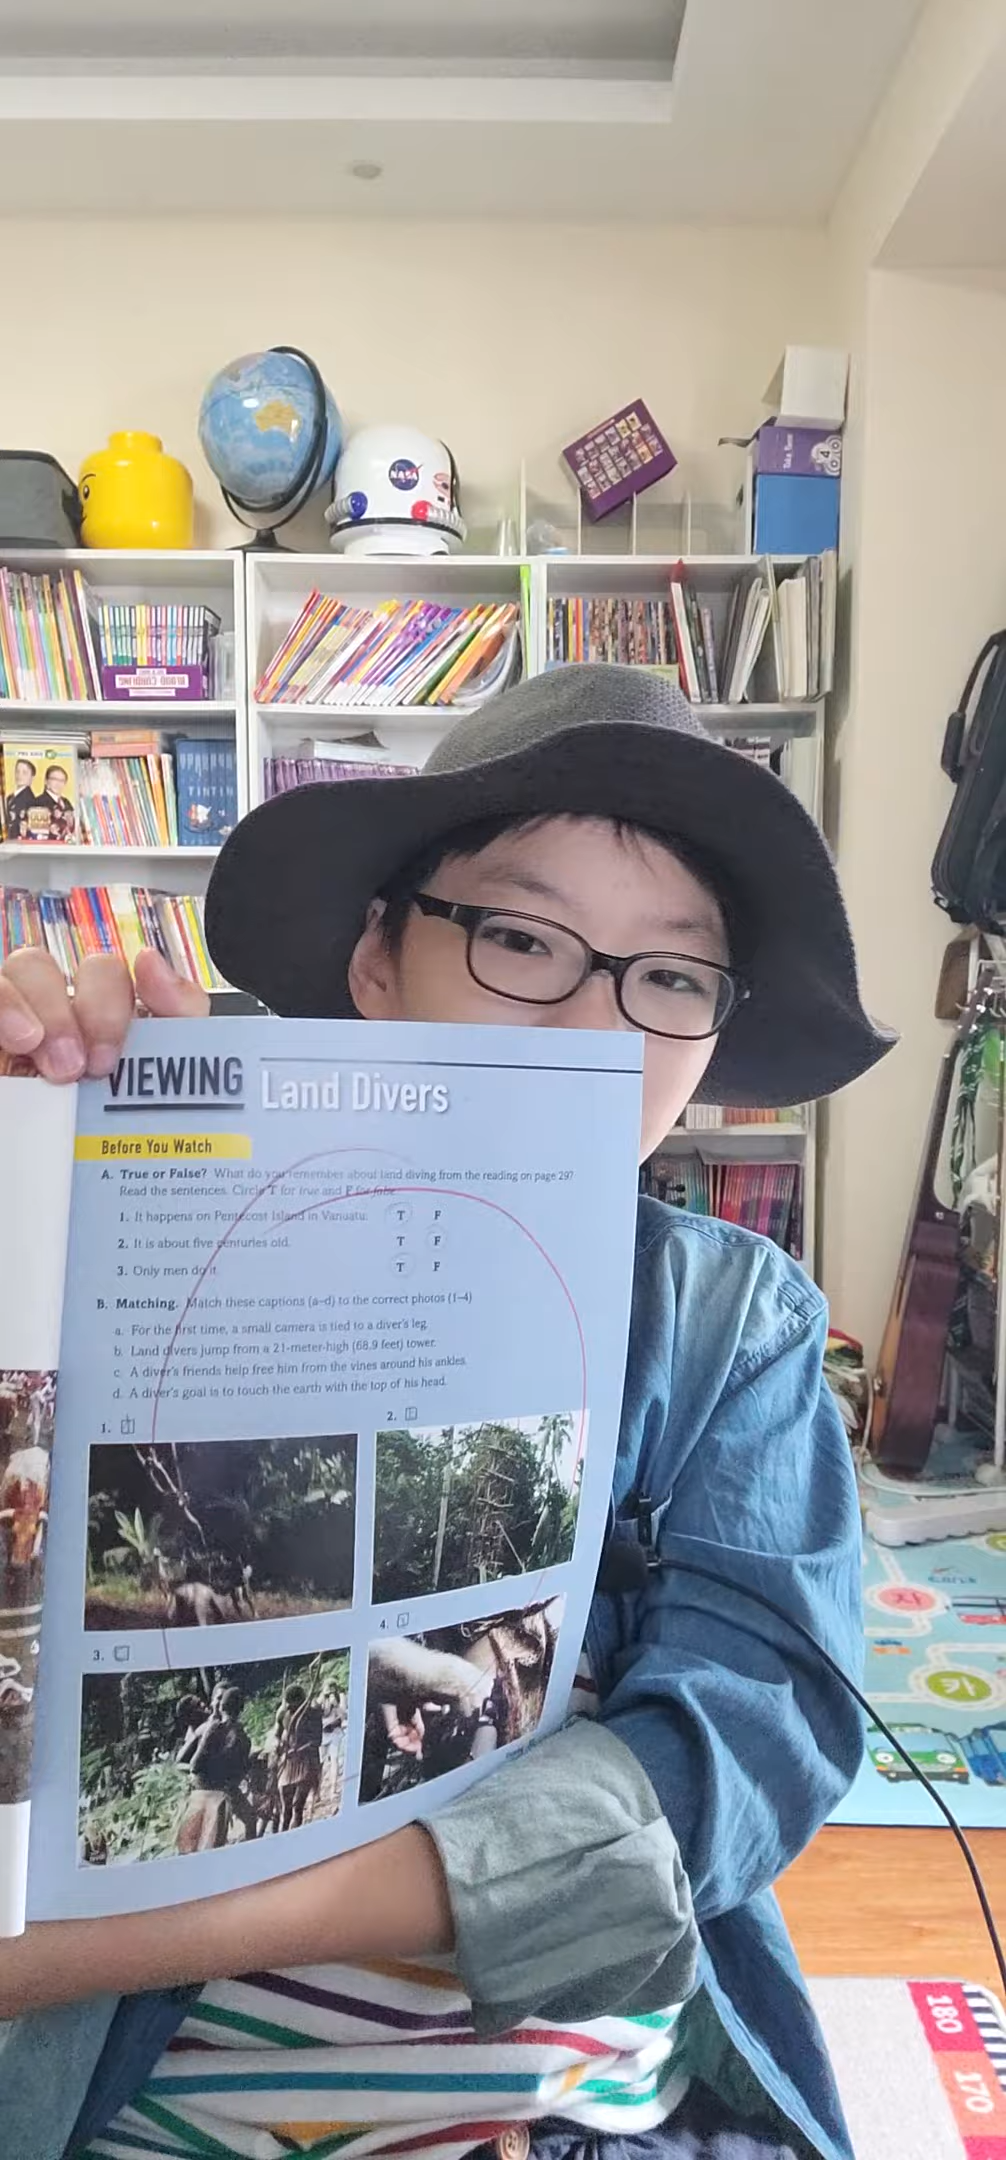 NASA
TINTIN
VIEWING
Land Divers
Before You Watch
A. True or False? What do you remember about land diving from the reading on page 29?
Read the sentences. Circle T for true and F for false.
1. It happens on Pentecost Island in Vanuatu. T F
2. It is about five centuries old. T F
3. Only men do it. T F
B. Matching. Match these captions (a–d) to the correct photos (1–4)
a. For the first time, a small camera is tied to a diver's leg.
b. Land divers jump from a 21-meter-high (68.9 feet) tower.
c. A diver's friends help free him from the vines around his ankles.
d. A diver's goal is to touch the earth with the top of his head.
1.
2.
3.
4.
차
카
180
170